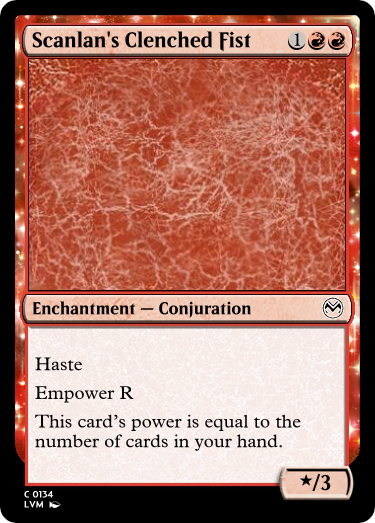 Scanlan's Clenched Fist 1
Enchantment — Conjuration
Haste
Empower R
This card's power is equal to the
number of cards in your hand.
★/3
C 0134
LVM